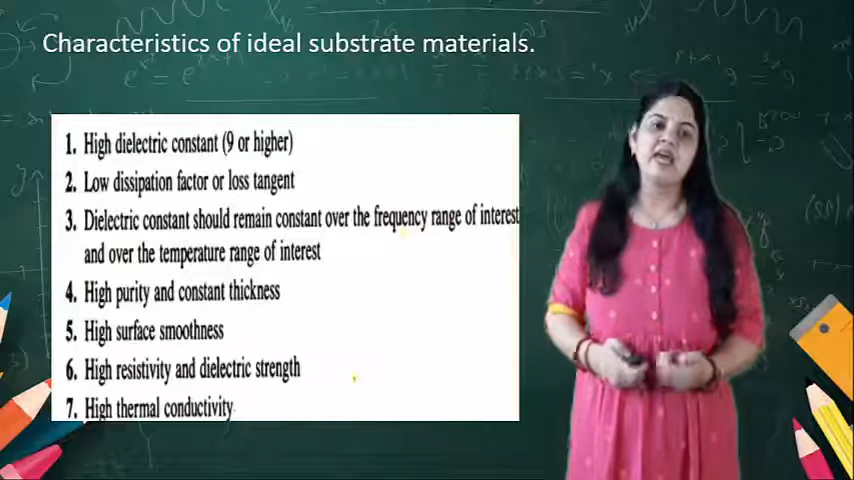 Characteristics of ideal substrate materials.
1. High dielectric constant (9 or higher)
2. Low dissipation factor or loss tangent
3. Dielectric constant should remain constant over the frequency range of interest
and over the temperature range of interest
4. High purity and constant thickness
5. High surface smoothness
6. High resistivity and dielectric strength
7. High thermal conductivity